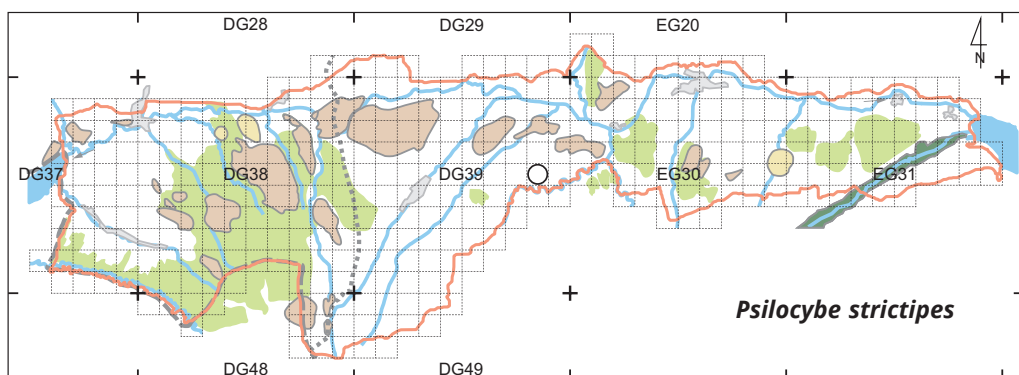 DG28 DG29 EG20
N
DG37 DG38 DG39 EG30 EG31
Psilocybe strictipes
DG48 DG49